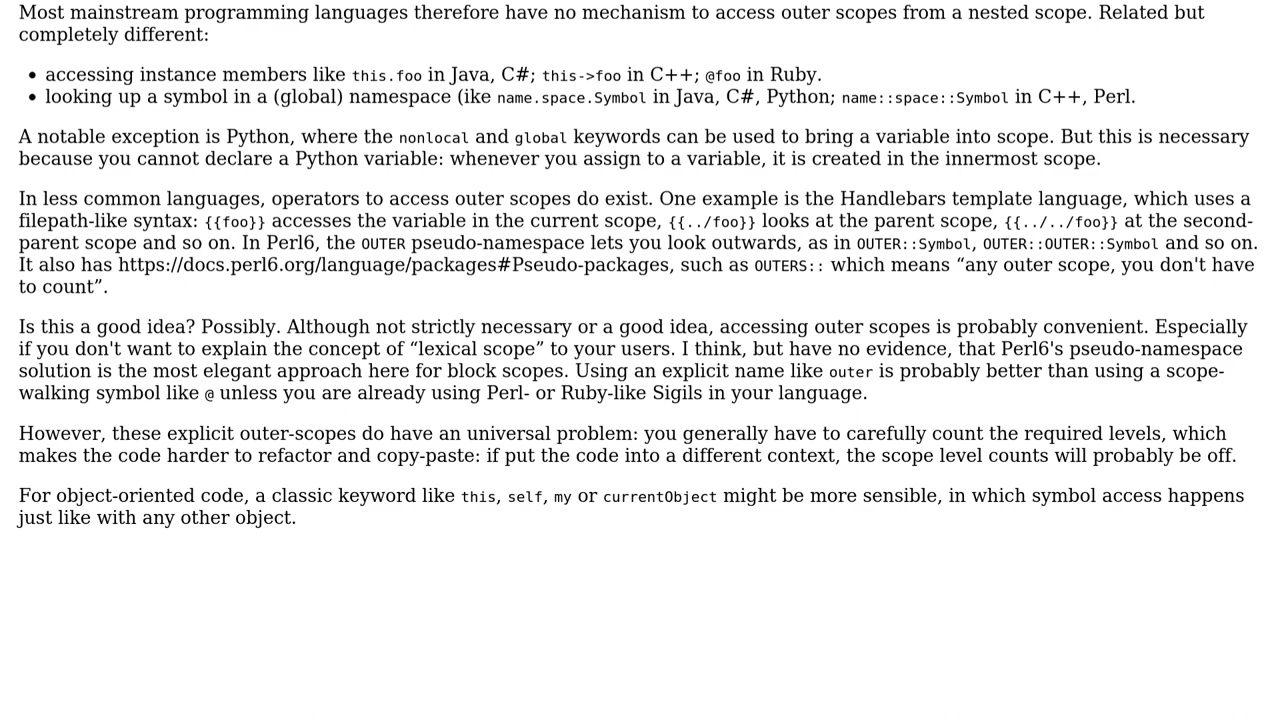 Most mainstream programming languages therefore have no mechanism to access outer scopes from a nested scope. Related but
completely different:
• accessing instance members like this.foo in Java, C#; this->foo in C++; @foo in Ruby.
• looking up a symbol in a (global) namespace (ike name.space.Symbol in Java, C#, Python; name::space::Symbol in C++, Perl.
A notable exception is Python, where the nonlocal and global keywords can be used to bring a variable into scope. But this is necessary
because you cannot declare a Python variable: whenever you assign to a variable, it is created in the innermost scope.
In less common languages, operators to access outer scopes do exist. One example is the Handlebars template language, which uses a
filepath-like syntax: {{foo}} accesses the variable in the current scope, {{../foo}} looks at the parent scope, {{../../foo}} at the second-
parent scope and so on. In Perl6, the OUTER pseudo-namespace lets you look outwards, as in OUTER::Symbol, OUTER::OUTER::Symbol and so on.
It also has https://docs.perl6.org/language/packages#Pseudo-packages, such as OUTERS:: which means “any outer scope, you don't have
to count”.
Is this a good idea? Possibly. Although not strictly necessary or a good idea, accessing outer scopes is probably convenient. Especially
if you don't want to explain the concept of “lexical scope” to your users. I think, but have no evidence, that Perl6's pseudo-namespace
solution is the most elegant approach here for block scopes. Using an explicit name like outer is probably better than using a scope-
walking symbol like @ unless you are already using Perl- or Ruby-like Sigils in your language.
However, these explicit outer-scopes do have an universal problem: you generally have to carefully count the required levels, which
makes the code harder to refactor and copy-paste: if put the code into a different context, the scope level counts will probably be off.
For object-oriented code, a classic keyword like this, self, my or currentObject might be more sensible, in which symbol access happens
just like with any other object.